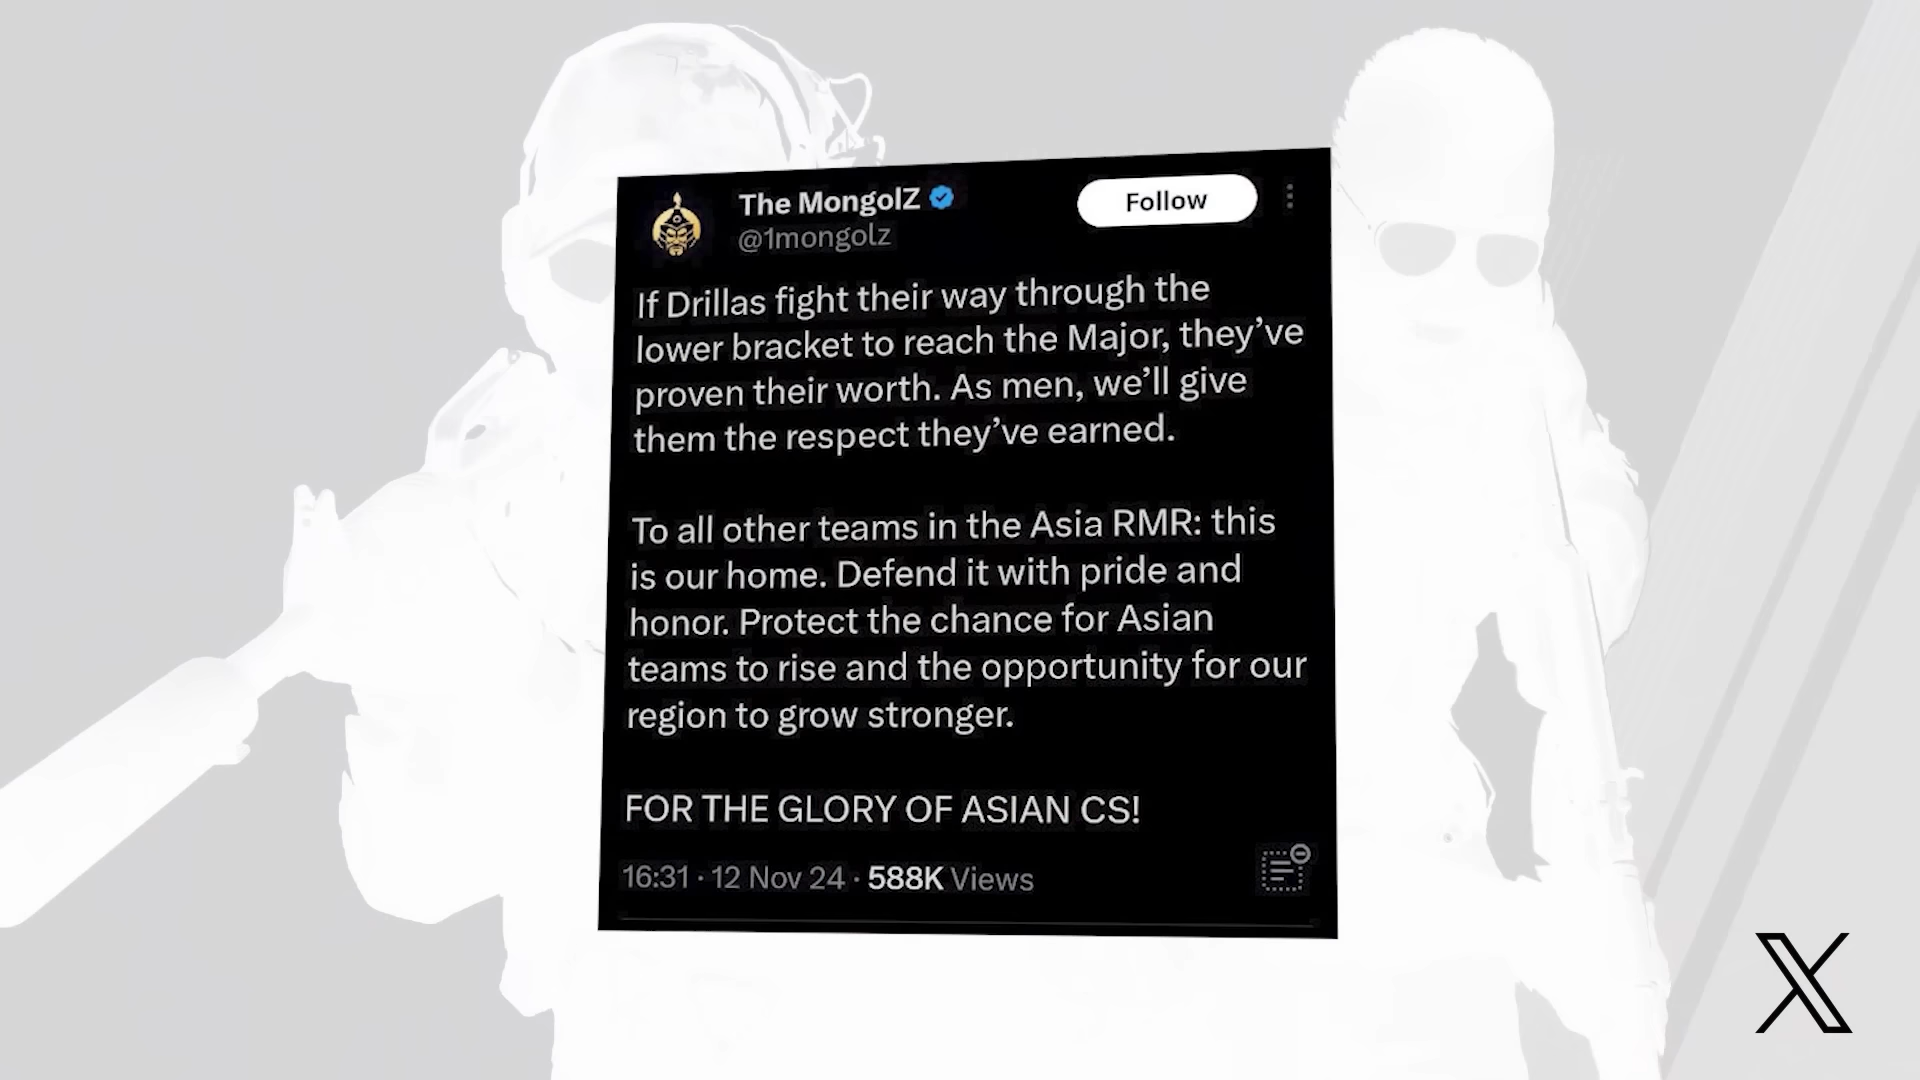 The MongolZ
@1mongolz
Follow
If Drillas fight their way through the
lower bracket to reach the Major, they’ve
proven their worth. As men, we’ll give
them the respect they’ve earned.
To all other teams in the Asia RMR: this
is our home. Defend it with pride and
honor. Protect the chance for Asian
teams to rise and the opportunity for our
region to grow stronger.
FOR THE GLORY OF ASIAN CS!
16:31 · 12 Nov 24 · 588K Views